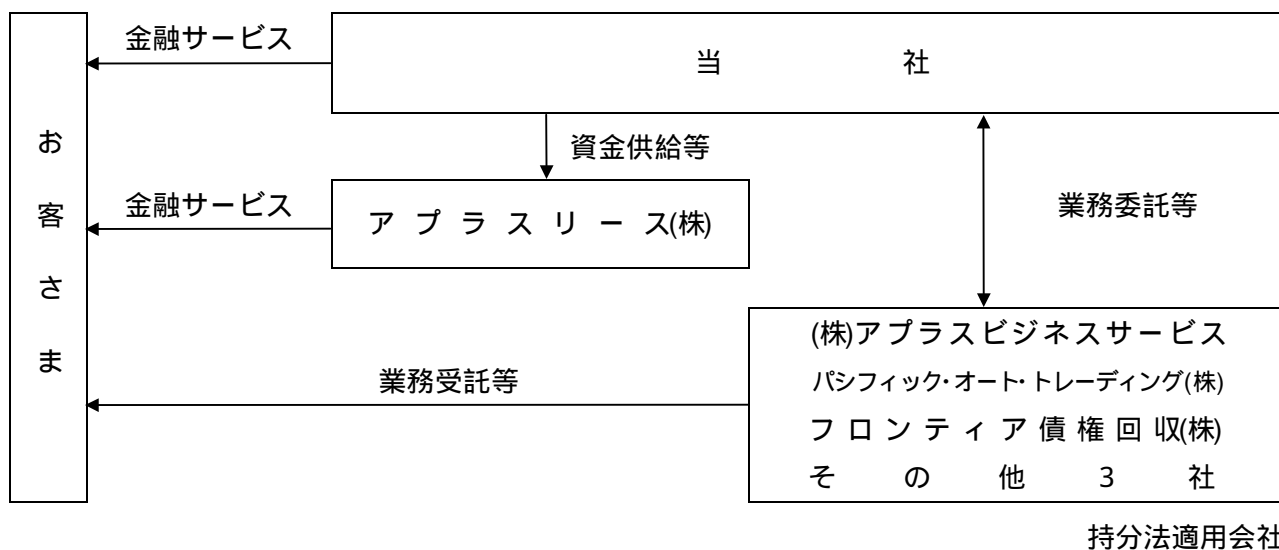 金融サービス
当社
お客さま
資金供給等
金融サービス
アプラスリース(株)
業務委託等
(株)アプラスビジネスサービス
パシフィック・オート・トレーディング(株)
フロンティア債権回収(株)
その他3社
業務受託等
持分法適用会社